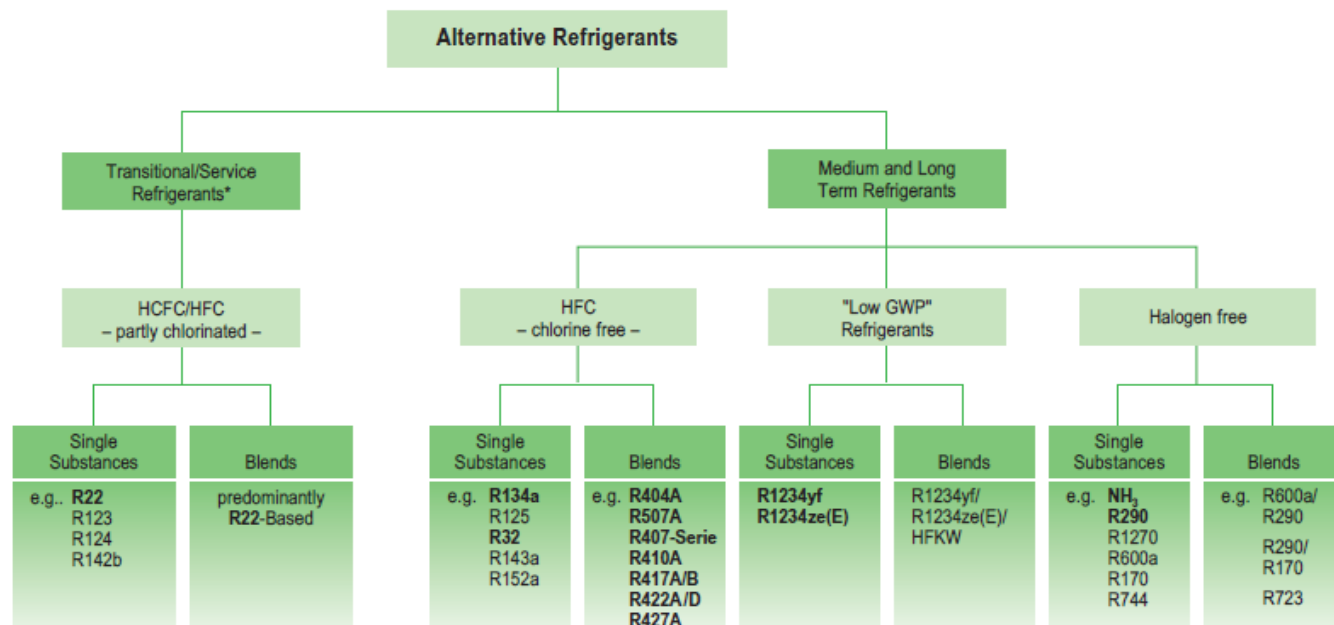 Alternative Refrigerants
Transitional/Service
Refrigerants*
Medium and Long
Term Refrigerants
HCFC/HFC
– partly chlorinated –
HFC
– chlorine free –
"Low GWP"
Refrigerants
Halogen free
Single
Substances
e.g.. R22
R123
R124
R142b
Blends
predominantly
R22-Based
Single
Substances
e.g. R134a
R125
R32
R143a
R152a
Blends
e.g. R404A
R507A
R407-Serie
R410A
R417A/B
R422A/D
R427A
Single
Substances
R1234yf
R1234ze(E)
Blends
R1234yf/
R1234ze(E)/
HFKW
Single
Substances
e.g. NH₃
R290
R1270
R600a
R170
R744
Blends
e.g. R600a/
R290
R290/
R170
R723